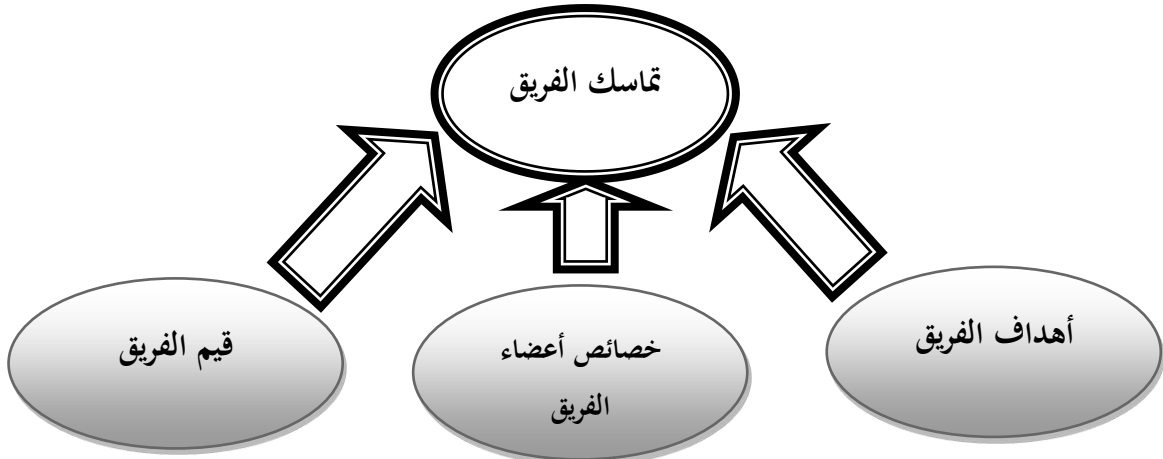 تماسك الفريق
أهداف الفريق
خصائص أعضاء
الفريق
قيم الفريق